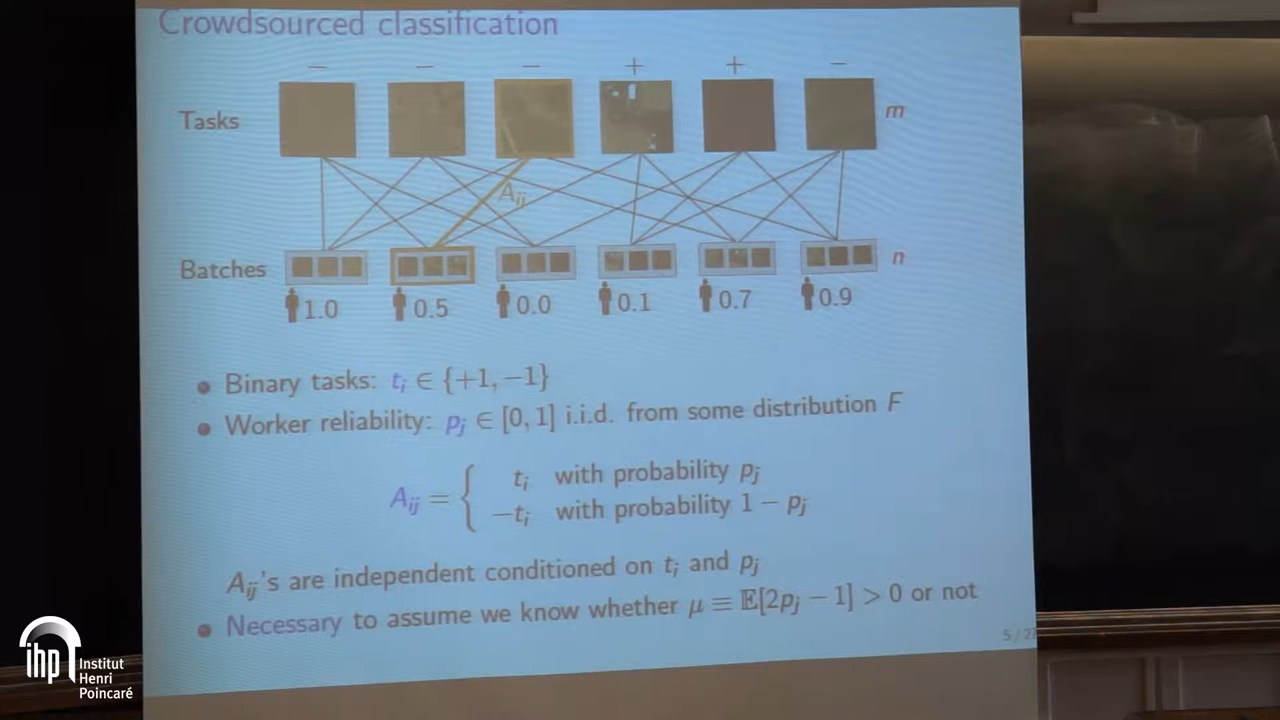 Crowdsourced classification
− − − + + −
Tasks m
A_ij
Batches n
1.0 0.5 0.0 0.1 0.7 0.9
• Binary tasks: t_i ∈ {+1, −1}
• Worker reliability: p_j ∈ [0, 1] i.i.d. from some distribution F
A_ij = { t_i with probability p_j
−t_i with probability 1 − p_j
A_ij's are independent conditioned on t_i and p_j
• Necessary to assume we know whether μ ≡ 𝔼[2p_j − 1] > 0 or not
5 / 27
ihp Institut
Henri
Poincaré